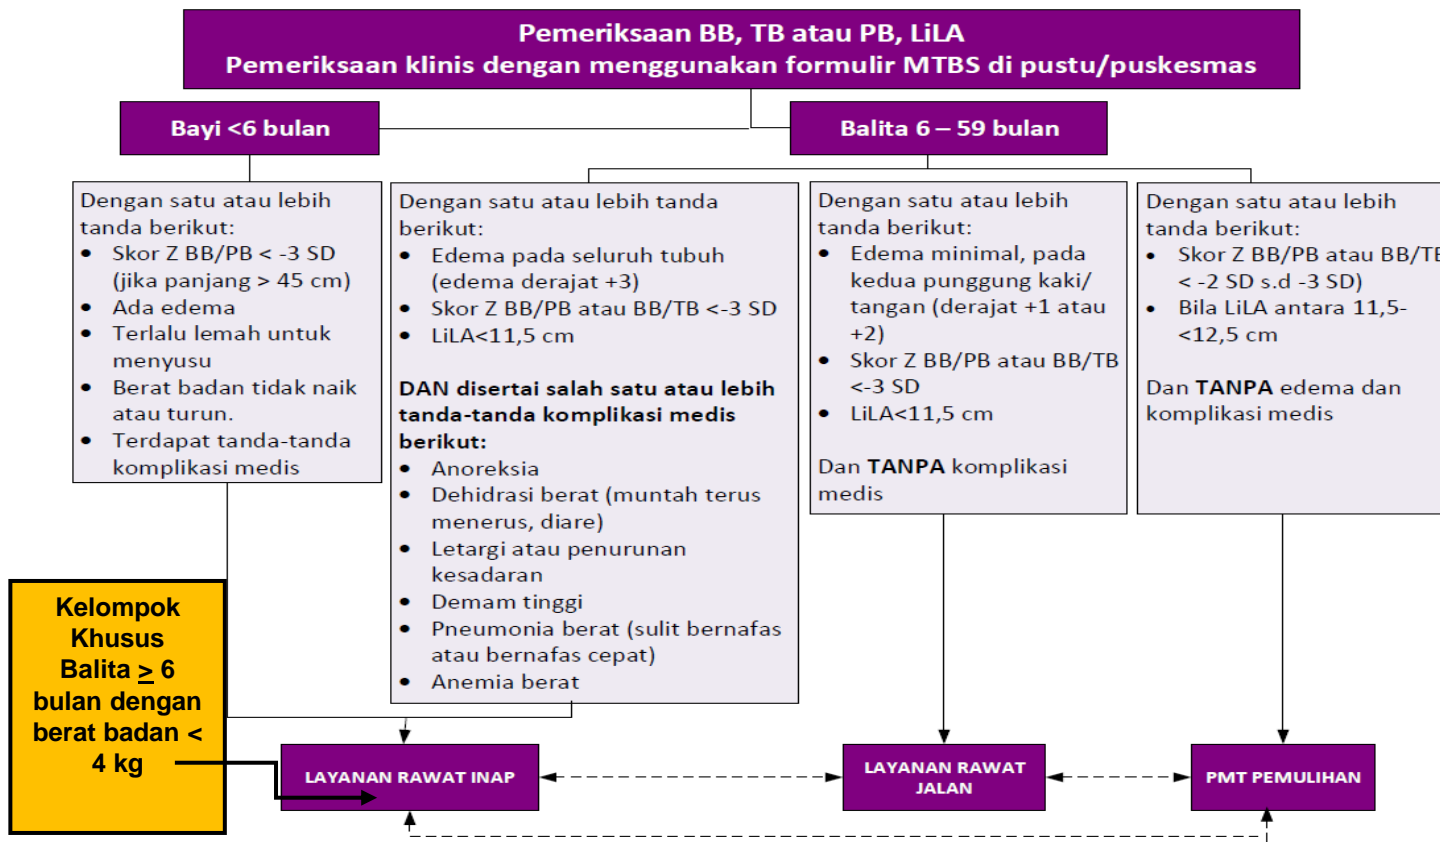 Pemeriksaan BB, TB atau PB, LiLA
Pemeriksaan klinis dengan menggunakan formulir MTBS di pustu/puskesmas
Bayi <6 bulan
Balita 6 – 59 bulan
Dengan satu atau lebih
tanda berikut:
• Skor Z BB/PB < -3 SD
(jika panjang > 45 cm)
• Ada edema
• Terlalu lemah untuk
menyusu
• Berat badan tidak naik
atau turun.
• Terdapat tanda-tanda
komplikasi medis
Dengan satu atau lebih tanda
berikut:
• Edema pada seluruh tubuh
(edema derajat +3)
• Skor Z BB/PB atau BB/TB <-3 SD
• LiLA<11,5 cm
DAN disertai salah satu atau lebih
tanda-tanda komplikasi medis
berikut:
• Anoreksia
• Dehidrasi berat (muntah terus
menerus, diare)
• Letargi atau penurunan
kesadaran
• Demam tinggi
• Pneumonia berat (sulit bernafas
atau bernafas cepat)
• Anemia berat
Dengan satu atau lebih
tanda berikut:
• Edema minimal, pada
kedua punggung kaki/
tangan (derajat +1 atau
+2)
• Skor Z BB/PB atau BB/TB
<-3 SD
• LiLA<11,5 cm
Dan TANPA komplikasi
medis
Dengan satu atau lebih
tanda berikut:
• Skor Z BB/PB atau BB/TB
< -2 SD s.d -3 SD)
• Bila LiLA antara 11,5-
<12,5 cm
Dan TANPA edema dan
komplikasi medis
Kelompok
Khusus
Balita ≥ 6
bulan dengan
berat badan <
4 kg
LAYANAN RAWAT INAP
LAYANAN RAWAT
JALAN
PMT PEMULIHAN